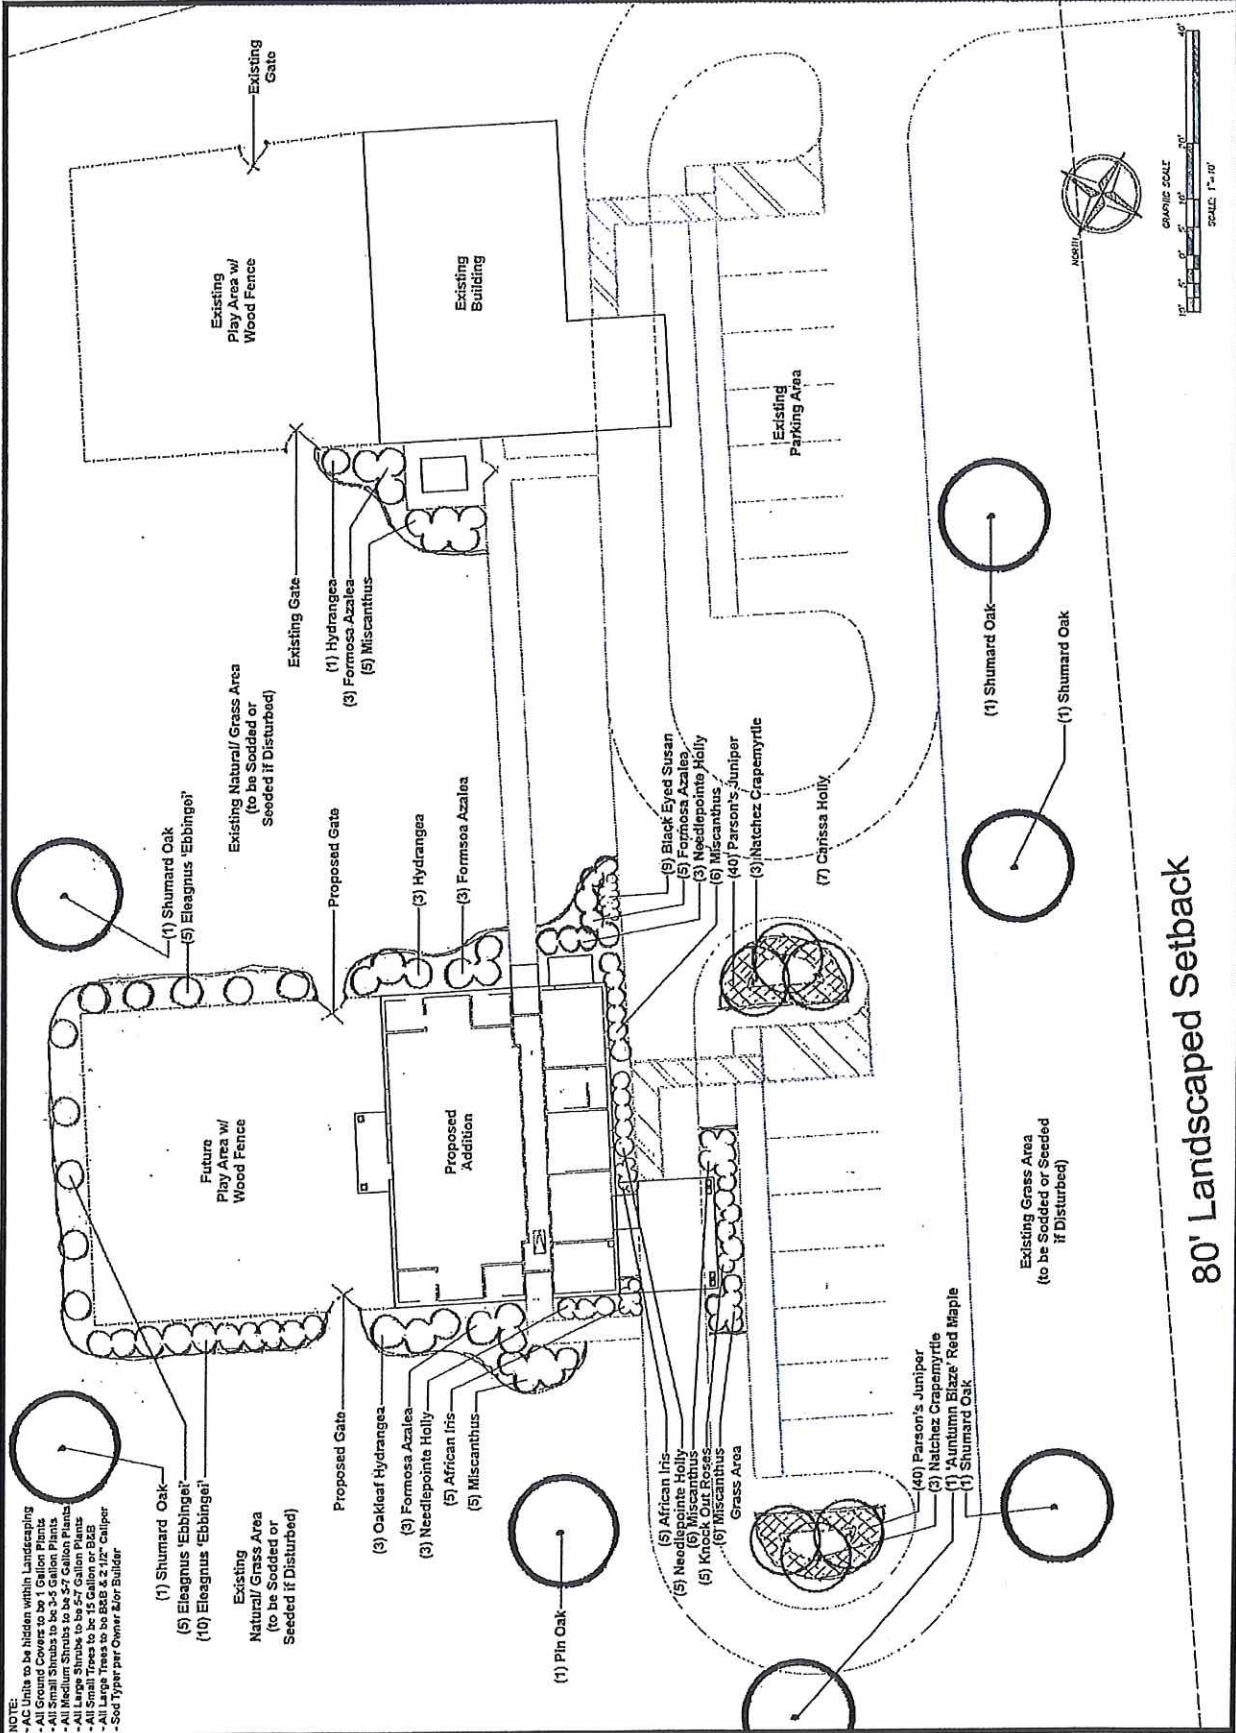 NOTE:
- AC Units to be hidden within Landscaping
- All Ground Covers to be 1 Gallon Plants
- All Small Shrubs to be 3-5 Gallon Plants
- All Medium Shrubs to be 5-7 Gallon Plants
- All Large Shrubs to be 5-7 Gallon Plants
- All Small Trees to be 15 Gallon or B&B
- All Large Trees to be B&B & 2 1/2" Caliper
- Sod Type per Owner &/or Builder
(1) Shumard Oak
(5) Eleagnus 'Ebbingei'
(10) Eleagnus 'Ebbingei'
Existing
Natural/ Grass Area
(to be Sodded or
Seeded if Disturbed)
Proposed Gate
(3) Oakleaf Hydrangea
(3) Formosa Azalea
(3) Needlepointe Holly
(5) African Iris
(5) Miscanthus
(1) Pin Oak
Future
Play Area w/
Wood Fence
Proposed
Addition
(1) Shumard Oak
(5) Eleagnus 'Ebbingei'
Existing Natural/ Grass Area
(to be Sodded or
Seeded if Disturbed)
Proposed Gate
(3) Hydrangea
(3) Formsoa Azalea
Existing
Play Area w/
Wood Fence
Existing
Gate
Existing
Building
Existing Gate
(1) Hydrangea
(3) Formosa Azalea
(5) Miscanthus
(9) Black Eyed Susan
(5) Formosa Azalea
(3) Needlepointe Holly
(6) Miscanthus
(40) Parson's Juniper
(3) Natchez Crapemyrtle
(7) Carissa Holly
Existing
Parking Area
(5) African Iris
(5) Needlepointe Holly
(6) Miscanthus
(5) Knock Out Roses
(6) Miscanthus
Grass Area
(40) Parson's Juniper
(3) Natchez Crapemyrtle
(1) 'Auntumn Blaze' Red Maple
(1) Shumard Oak
(1) Shumard Oak
(1) Shumard Oak
Existing Grass Area
(to be Sodded or Seeded
if Disturbed)
80' Landscaped Setback
NORTH
GRAPHIC SCALE
10' 5' 0' 5' 10' 20' 40'
SCALE: 1"=10'